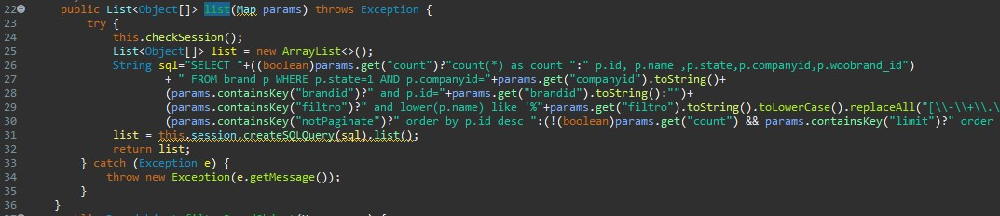 22 public List<Object[]> list(Map params) throws Exception {
23 try {
24 this.checkSession();
25 List<Object[]> list = new ArrayList<>();
26 String sql="SELECT "+((boolean)params.get("count")?"count(*) as count ":" p.id, p.name ,p.state,p.companyid,p.woobrand_id")
27 + " FROM brand p WHERE p.state=1 AND p.companyid="+params.get("companyid").toString()+
28 (params.containsKey("brandid")?" and p.id="+params.get("brandid").toString():"")+
29 (params.containsKey("filtro")?" and lower(p.name) like '%"+params.get("filtro").toString().toLowerCase().replaceAll("[\\-\\+\\.\
30 (params.containsKey("notPaginate")?" order by p.id desc ":(!(boolean)params.get("count") && params.containsKey("limit")?" order
31 list = this.session.createSQLQuery(sql).list();
32 return list;
33 } catch (Exception e) {
34 throw new Exception(e.getMessage());
35 }
36 }